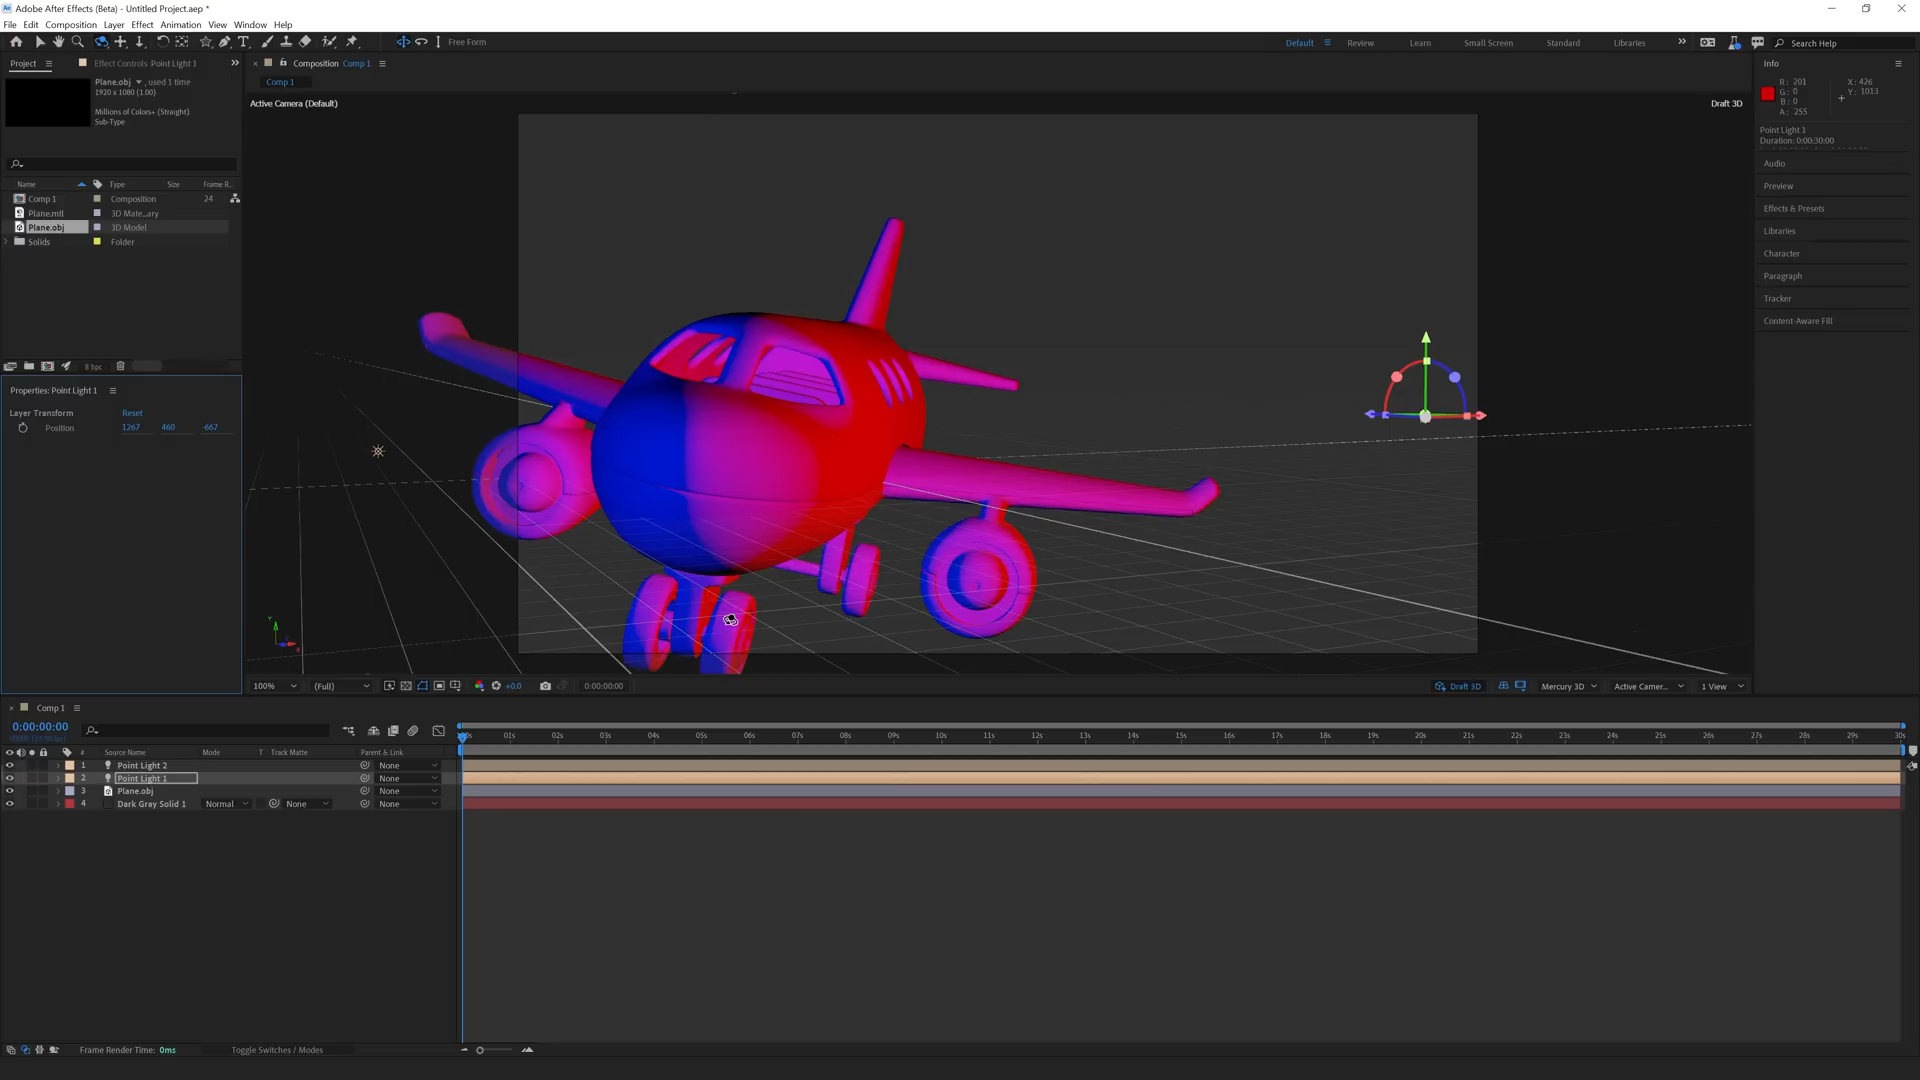 Adobe After Effects (Beta) - Untitled Project.aep *
File Edit Composition Layer Effect Animation View Window Help
Free Form
Default Review Learn Small Screen Standard Libraries
Search Help
Project
Effect Controls Point Light 1
Composition Comp 1
Comp 1
Active Camera (Default)
Draft 3D
Plane.obj , used 1 time
1920 x 1080 (1.00)
Millions of Colors+ (Straight)
Sub-Type
Name Type Size Frame R...
Comp 1 Composition 24
Plane.mtl 3D Mate...ary
Plane.obj 3D Model
Solids Folder
8 bpc
Properties: Point Light 1
Layer Transform Reset
Position 1267 460 -667
Info
R: 201 X: 426
G: 0 Y: 1013
B: 0
A: 255
Point Light 1
Duration: 0:00:30:00
Audio
Preview
Effects & Presets
Libraries
Character
Paragraph
Tracker
Content-Aware Fill
100% (Full) +0.0 0:00:00:00 Draft 3D Mercury 3D Active Camer... 1 View
Comp 1
0:00:00:00
01s 02s 03s 04s 05s 06s 07s 08s 09s 10s 11s 12s 13s 14s 15s 16s 17s 18s 19s 20s 21s 22s 23s 24s 25s 26s 27s 28s 29s 30s
# Source Name Mode T Track Matte Parent & Link
1 Point Light 2 None
2 Point Light 1 None
3 Plane.obj None
4 Dark Gray Solid 1 Normal None None
Frame Render Time: 0ms Toggle Switches / Modes